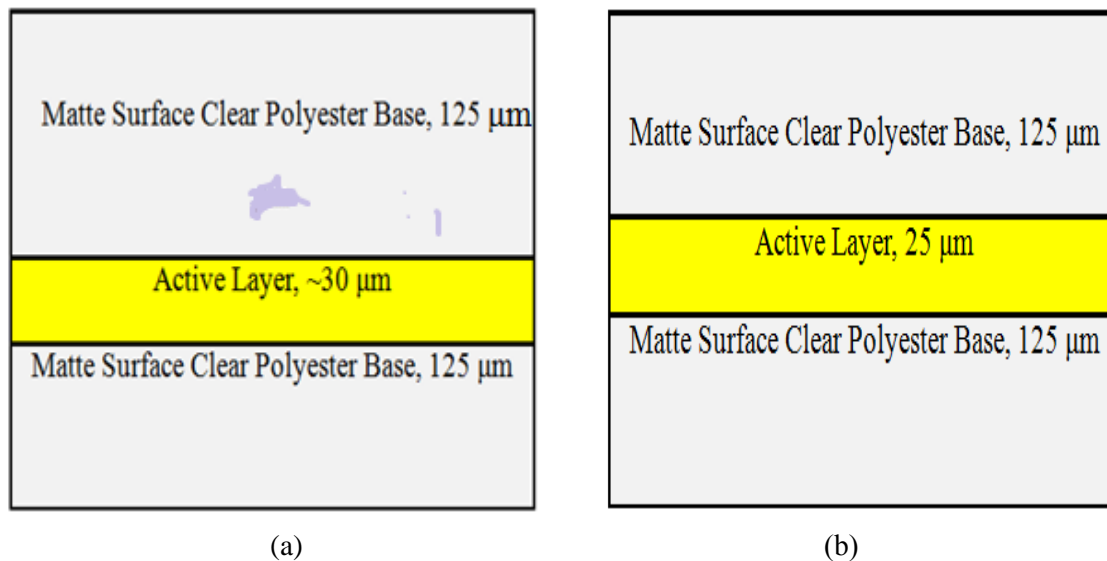 Matte Surface Clear Polyester Base, 125 μm
Active Layer, ~30 μm
Matte Surface Clear Polyester Base, 125 μm
(a)
Matte Surface Clear Polyester Base, 125 μm
Active Layer, 25 μm
Matte Surface Clear Polyester Base, 125 μm
(b)